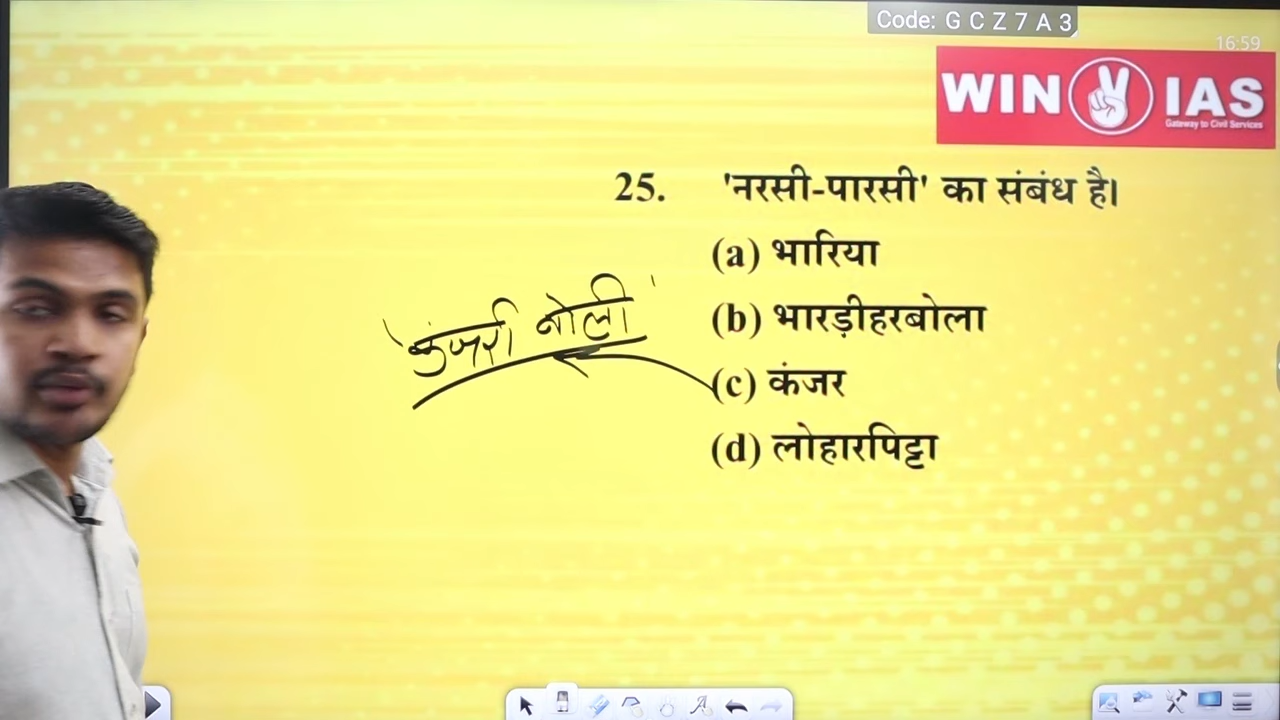 Code: G C Z 7 A 3
16:59
WIN IAS
Gateway to Civil Services
25. 'नरसी-पारसी' का संबंध है।
(a) भारिया
'कंजरी बोली'
(b) भारड़ीहरबोला
(c) कंजर
(d) लोहारपिट्टा